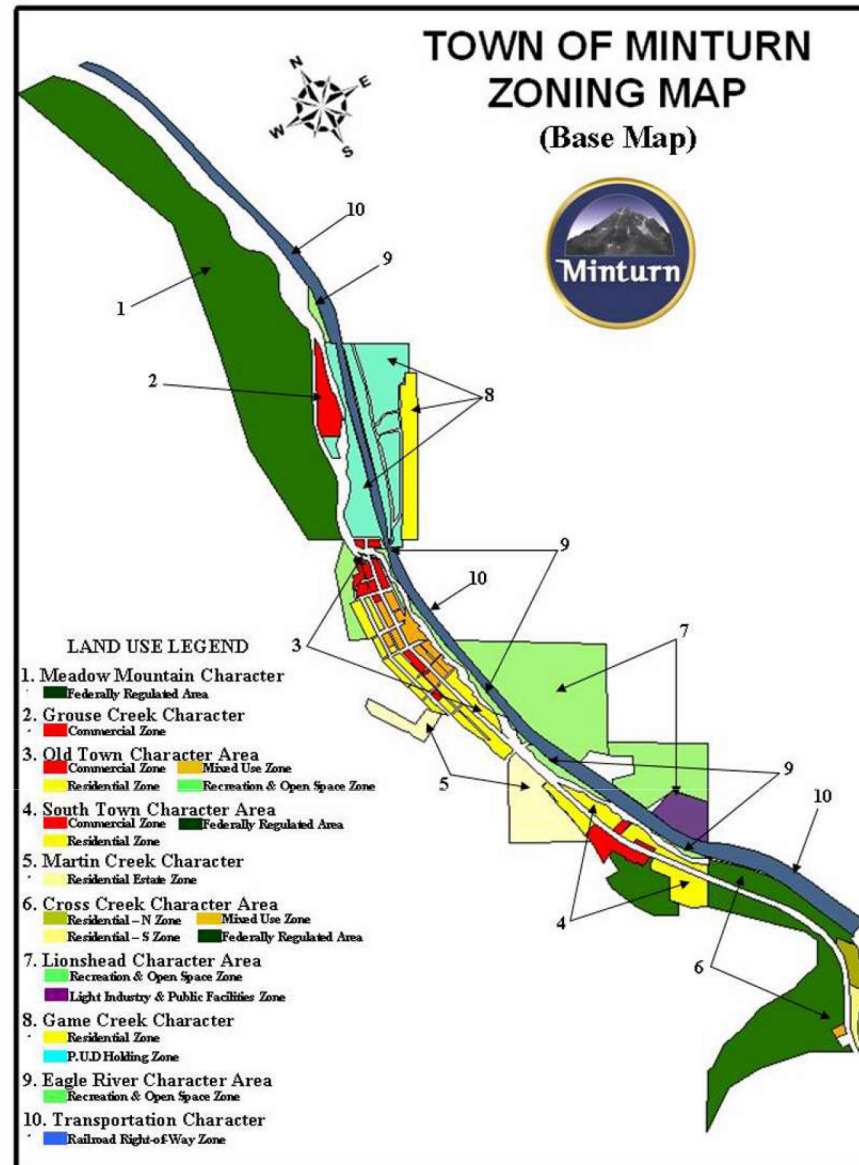 TOWN OF MINTURN
ZONING MAP
(Base Map)
N
E
W
S
Minturn
10
9
1
2
8
9
10
3
7
5
9
10
4
6
LAND USE LEGEND
1. Meadow Mountain Character
Federally Regulated Area
2. Grouse Creek Character
Commercial Zone
3. Old Town Character Area
Commercial Zone Mixed Use Zone
Residential Zone Recreation & Open Space Zone
4. South Town Character Area
Commercial Zone Federally Regulated Area
Residential Zone
5. Martin Creek Character
Residential Estate Zone
6. Cross Creek Character Area
Residential – N Zone Mixed Use Zone
Residential – S Zone Federally Regulated Area
7. Lionshead Character Area
Recreation & Open Space Zone
Light Industry & Public Facilities Zone
8. Game Creek Character
Residential Zone
P.U.D Holding Zone
9. Eagle River Character Area
Recreation & Open Space Zone
10. Transportation Character
Railroad Right-of-Way Zone